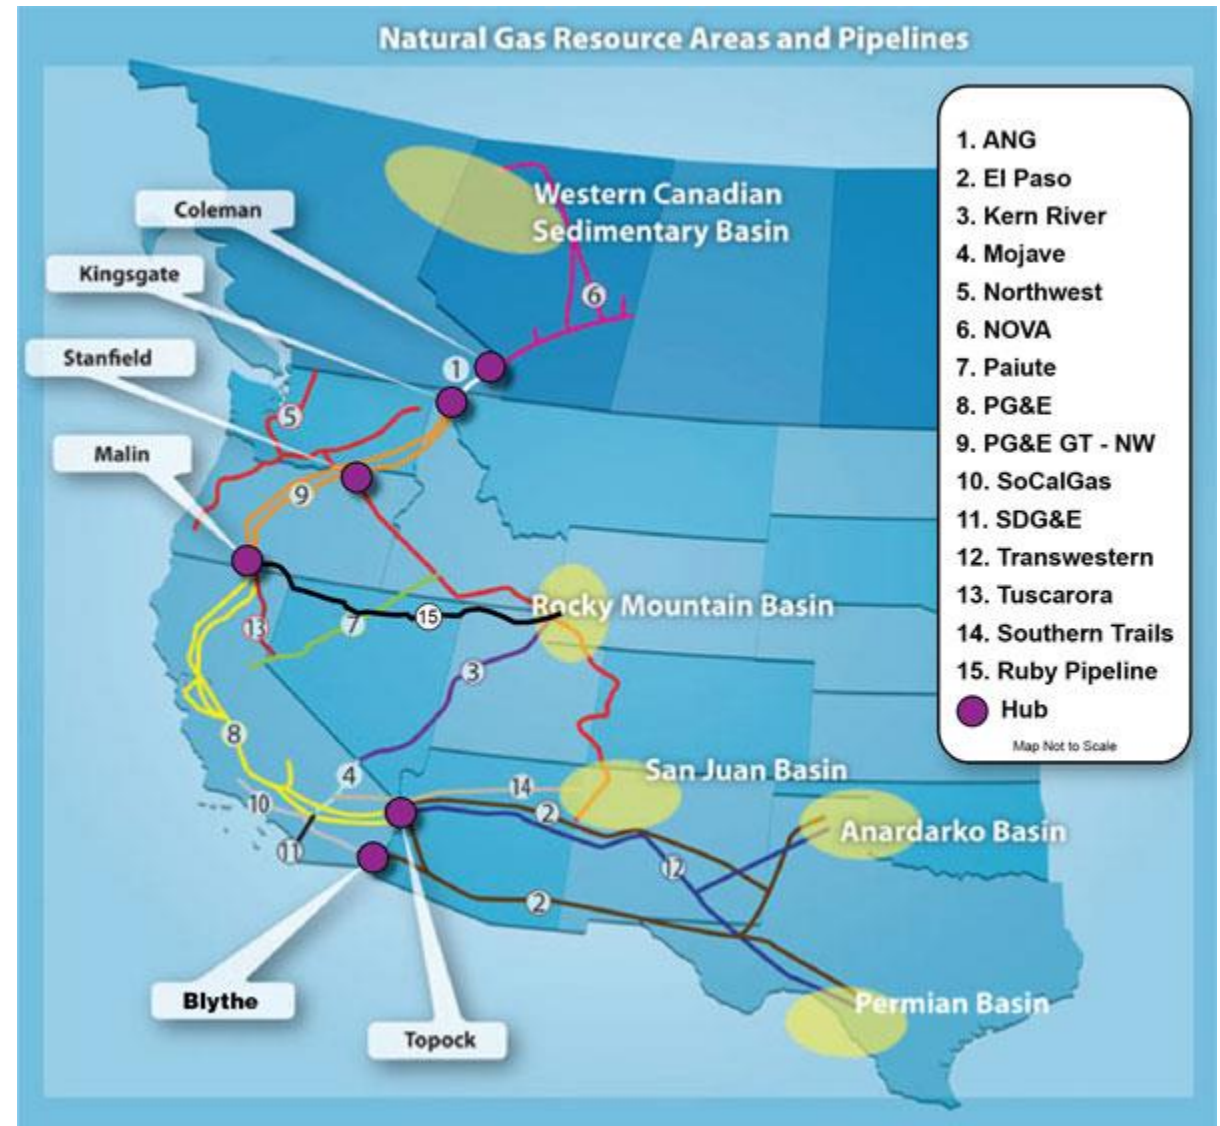 Natural Gas Resource Areas and Pipelines
1. ANG
2. El Paso
3. Kern River
4. Mojave
5. Northwest
6. NOVA
7. Paiute
8. PG&E
9. PG&E GT - NW
10. SoCalGas
11. SDG&E
12. Transwestern
13. Tuscarora
14. Southern Trails
15. Ruby Pipeline
Hub
Map Not to Scale
Western Canadian
Sedimentary Basin
Coleman
Kingsgate
6
Stanfield
1
5
Malin
9
Rocky Mountain Basin
15
7
13
3
8
4
San Juan Basin
14
10
2
Anardarko Basin
11
12
2
Blythe
Permian Basin
Topock